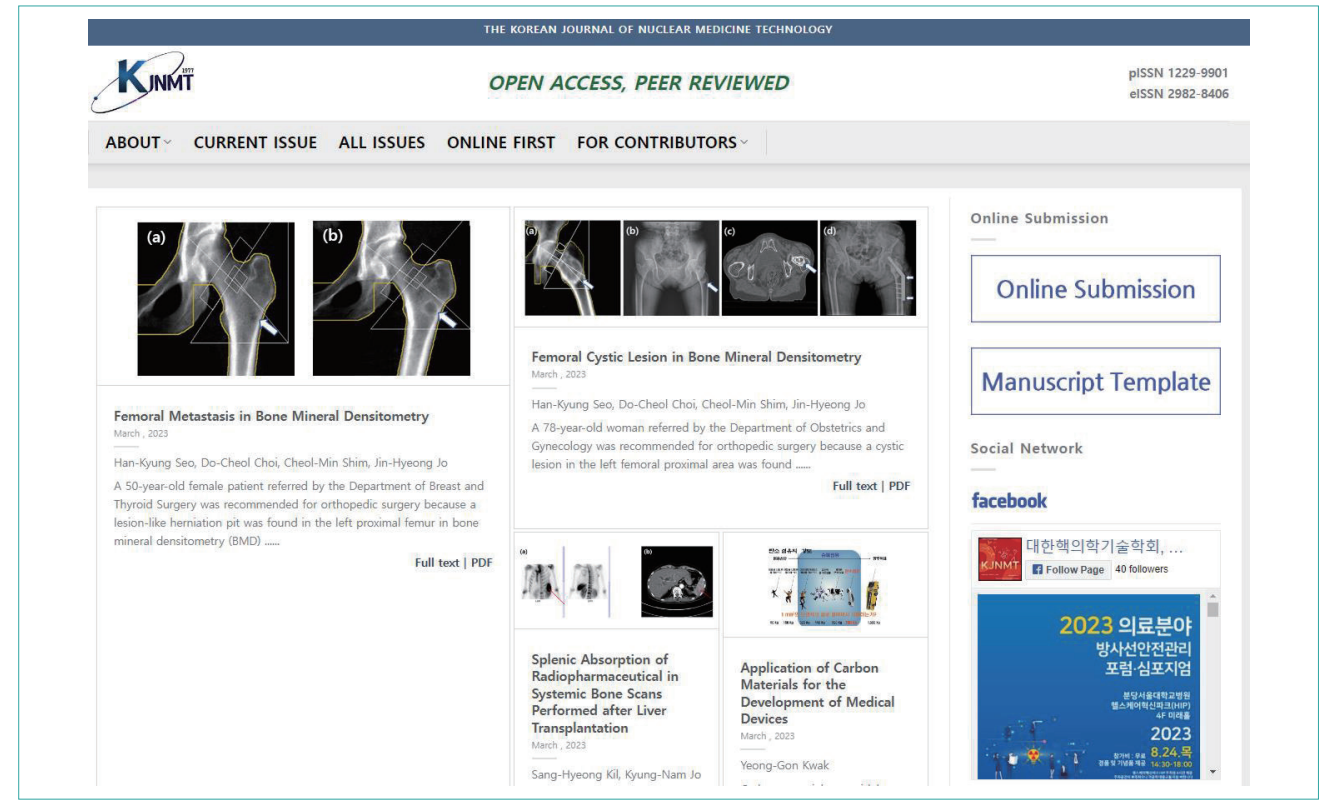 THE KOREAN JOURNAL OF NUCLEAR MEDICINE TECHNOLOGY
KJNMT
1977
OPEN ACCESS, PEER REVIEWED
pISSN 1229-9901
eISSN 2982-8406
ABOUT
CURRENT ISSUE
ALL ISSUES
ONLINE FIRST
FOR CONTRIBUTORS
(a)
(b)
Femoral Metastasis in Bone Mineral Densitometry
March , 2023
Han-Kyung Seo, Do-Cheol Choi, Cheol-Min Shim, Jin-Hyeong Jo
A 50-year-old female patient referred by the Department of Breast and
Thyroid Surgery was recommended for orthopedic surgery because a
lesion-like herniation pit was found in the left proximal femur in bone
mineral densitometry (BMD) ......
Full text | PDF
(a)
(b)
(c)
(d)
Femoral Cystic Lesion in Bone Mineral Densitometry
March , 2023
Han-Kyung Seo, Do-Cheol Choi, Cheol-Min Shim, Jin-Hyeong Jo
A 78-year-old woman referred by the Department of Obstetrics and
Gynecology was recommended for orthopedic surgery because a cystic
lesion in the left femoral proximal area was found ......
Full text | PDF
(a)
(b)
Splenic Absorption of
Radiopharmaceutical in
Systemic Bone Scans
Performed after Liver
Transplantation
March , 2023
Sang-Hyeong Kil, Kyung-Nam Jo
Application of Carbon
Materials for the
Development of Medical
Devices
March , 2023
Yeong-Gon Kwak
Online Submission
Online Submission
Manuscript Template
Social Network
facebook
KJNMT
대한핵의학기술학회, ...
Follow Page
40 followers
2023 의료분야
방사선안전관리
포럼·심포지엄
분당서울대학교병원
헬스케어혁신파크(HIP)
4F 미래홀
2023
8.24.목
14:30-18:00
참가비 : 무료